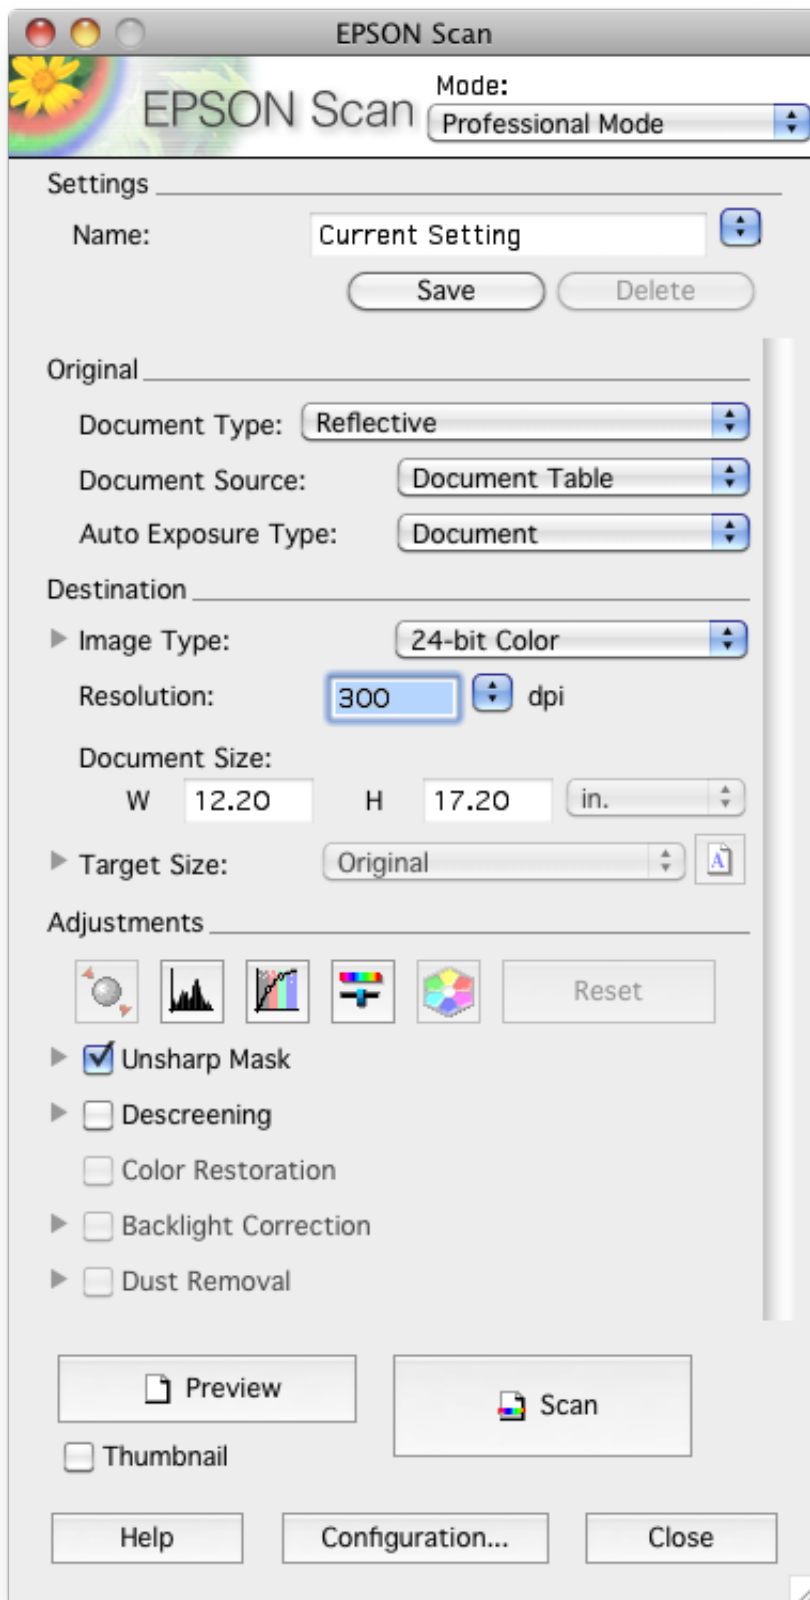 EPSON Scan
EPSON Scan
Mode:
Professional Mode
Settings
Name: Current Setting
Save Delete
Original
Document Type: Reflective
Document Source: Document Table
Auto Exposure Type: Document
Destination
Image Type: 24-bit Color
Resolution: 300 dpi
Document Size:
W 12.20 H 17.20 in.
Target Size: Original A
Adjustments
Reset
Unsharp Mask
Descreening
Color Restoration
Backlight Correction
Dust Removal
Preview
Scan
Thumbnail
Help Configuration... Close